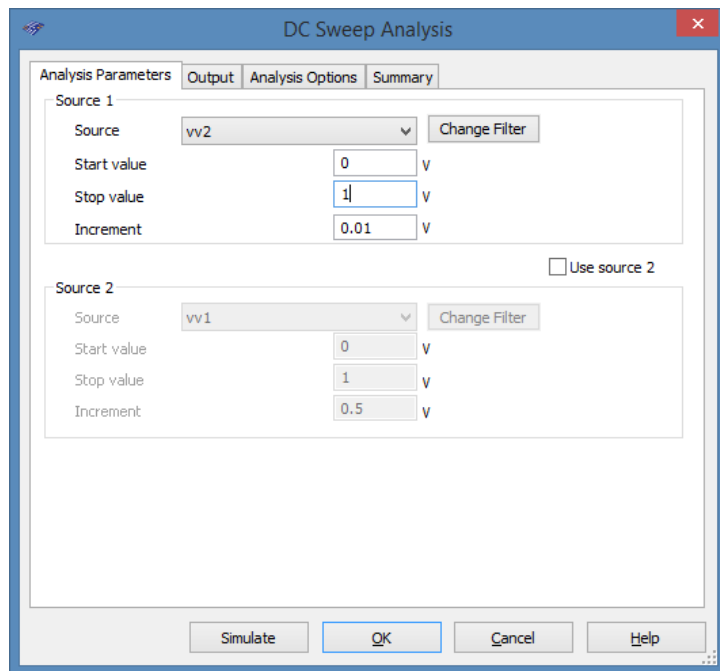 DC Sweep Analysis
x
Analysis Parameters Output Analysis Options Summary
Source 1
Source vv2 Change Filter
Start value 0 V
Stop value 1 V
Increment 0.01 V
Use source 2
Source 2
Source vv1 Change Filter
Start value 0 V
Stop value 1 V
Increment 0.5 V
Simulate OK Cancel Help